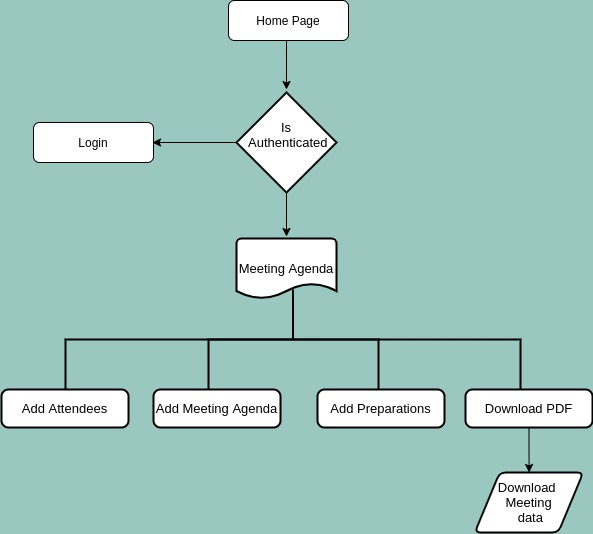 Home Page
Is
Authenticated
Login
Meeting Agenda
Add Attendees
Add Meeting Agenda
Add Preparations
Download PDF
Download
Meeting
data